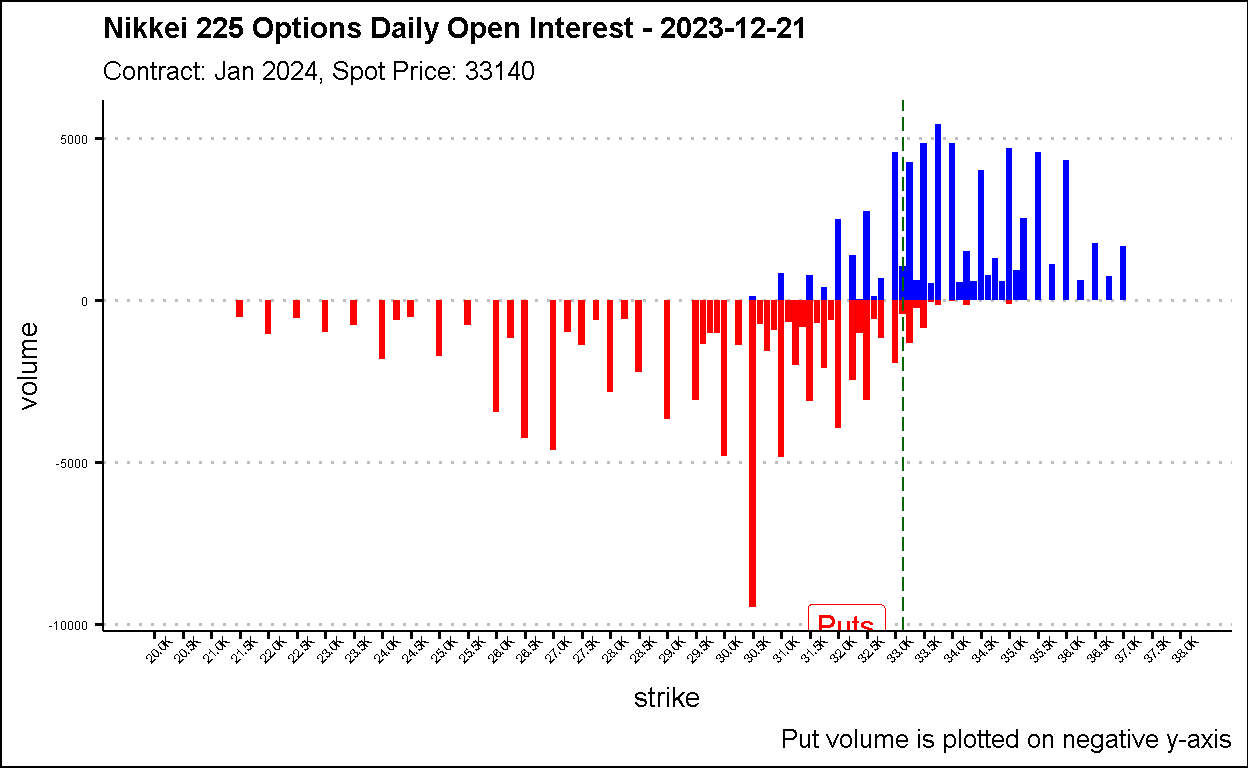 Nikkei 225 Options Daily Open Interest - 2023-12-21
Contract: Jan 2024, Spot Price: 33140
5000
0
-5000
-10000
volume
Puts
20.0K
20.5K
21.0K
21.5K
22.0K
22.5K
23.0K
23.5K
24.0K
24.5K
25.0K
25.5K
26.0K
26.5K
27.0K
27.5K
28.0K
28.5K
29.0K
29.5K
30.0K
30.5K
31.0K
31.5K
32.0K
32.5K
33.0K
33.5K
34.0K
34.5K
35.0K
35.5K
36.0K
36.5K
37.0K
37.5K
38.0K
strike
Put volume is plotted on negative y-axis